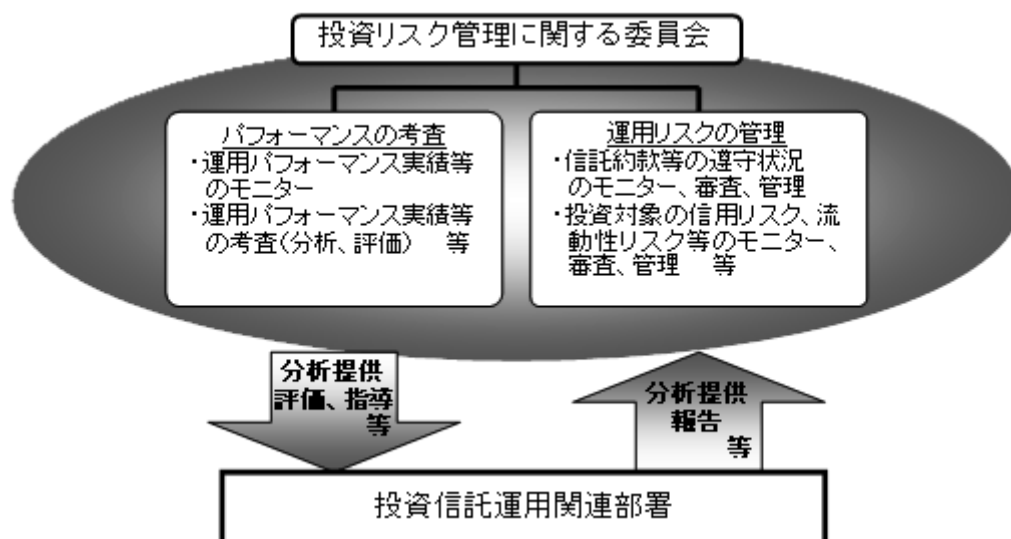 投資リスク管理に関する委員会
パフォーマンスの考査
・運用パフォーマンス実績等
のモニター
・運用パフォーマンス実績等
の考査(分析、評価) 等
運用リスクの管理
・信託約款等の遵守状況
のモニター、審査、管理
・投資対象の信用リスク、流
動性リスク等のモニター、
審査、管理 等
分析提供
評価、指導
等
分析提供
報告
等
投資信託運用関連部署